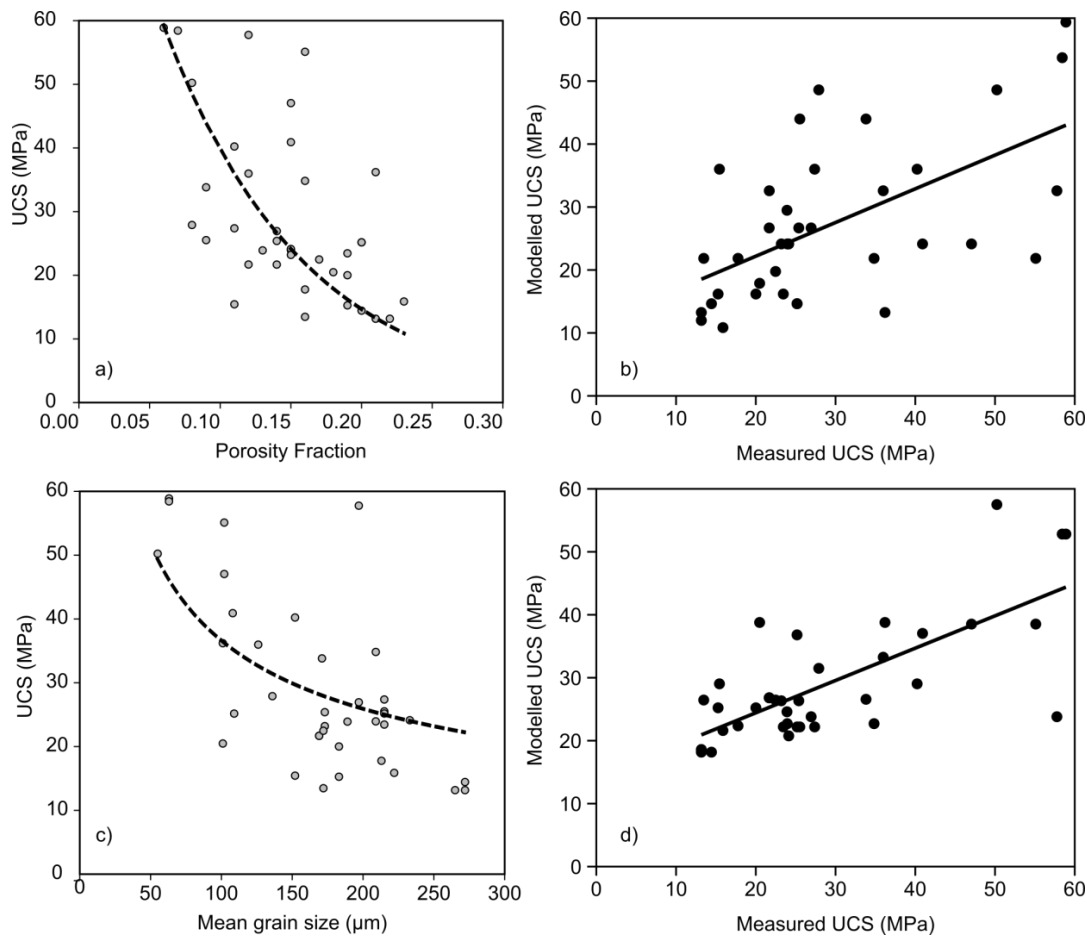 60
50
40
30
20
10
0
UCS (MPa)
a)
0.00 0.10 0.15 0.20 0.25 0.30
Porosity Fraction
60
50
40
30
20
10
0
Modelled UCS (MPa)
b)
0 10 20 30 40 50 60
Measured UCS (MPa)
60
50
40
30
20
10
0
UCS (MPa)
c)
0 50 100 150 200 250 300
Mean grain size (µm)
60
50
40
30
20
10
0
Modelled UCS (MPa)
d)
0 10 20 30 40 50 60
Measured UCS (MPa)